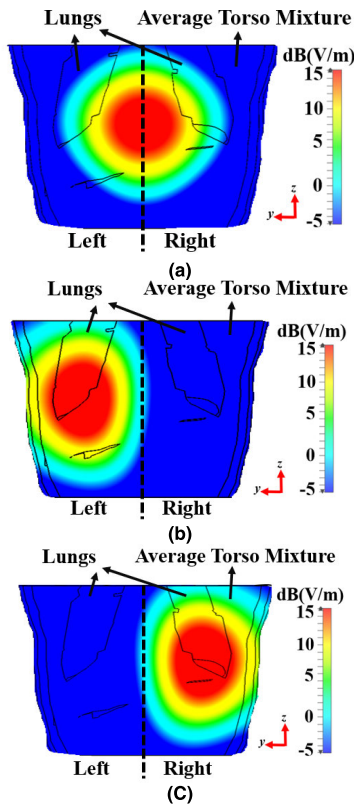 Lungs Average Torso Mixture
dB(V/m)
15
10
5
0
-5
z
y
Left Right
(a)
Lungs Average Torso Mixture
dB(V/m)
15
10
5
0
-5
z
y
Left Right
(b)
Lungs Average Torso Mixture
dB(V/m)
15
10
5
0
-5
z
y
Left Right
(C)